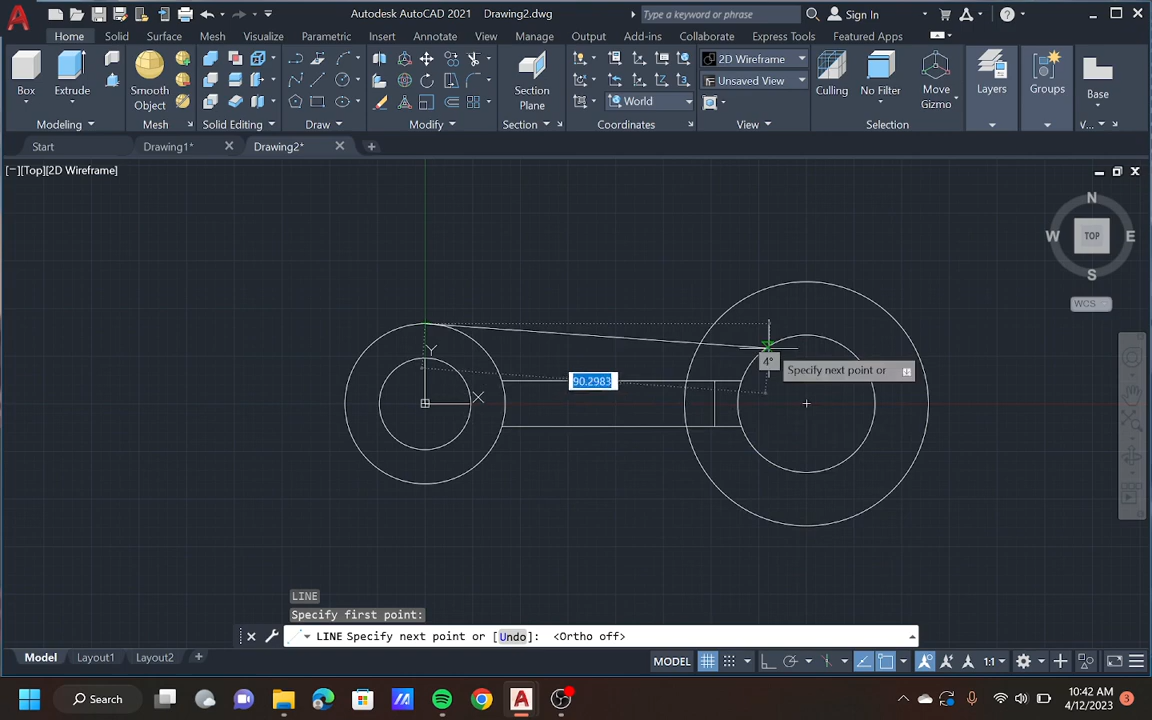 Autodesk AutoCAD 2021 Drawing2.dwg
Type a keyword or phrase
Sign In
Home Solid Surface Mesh Visualize Parametric Insert Annotate View Manage Output Add-ins Collaborate Express Tools Featured Apps
Box
Extrude
Smooth
Object
Section
Plane
World
2D Wireframe
Unsaved View
Culling
No Filter
Move
Gizmo
Layers
Groups
Base
Modeling
Mesh
Solid Editing
Draw
Modify
Section
Coordinates
View
Selection
V...
Start
Drawing1*
Drawing2*
[−][Top][2D Wireframe]
N
W TOP E
S
WCS
Y
X
4°
Specify next point or
90.2983
LINE
Specify first point:
LINE Specify next point or [Undo]: <Ortho off>
Model Layout1 Layout2 +
MODEL
1:1
Search
10:42 AM
4/12/2023
3